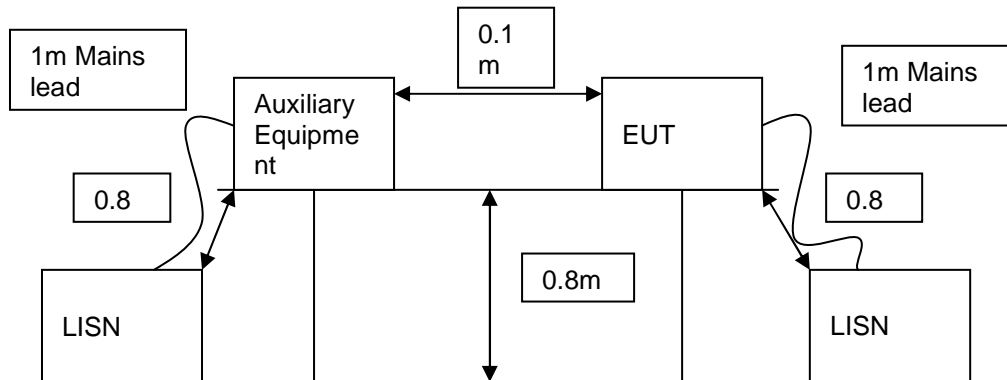 0.1
m
1m Mains
lead
1m Mains
lead
Auxiliary
Equipme
nt
EUT
0.8
0.8
0.8m
LISN
LISN